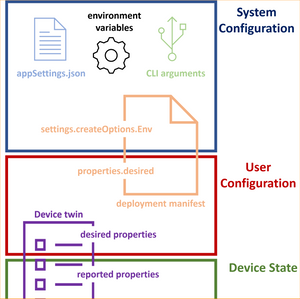 environment
variables
System
Configuration
appSettings.json
CLI arguments
settings.createOptions.Env
properties.desired
User
Configuration
deployment manifest
Device twin
desired properties
Device State
reported properties